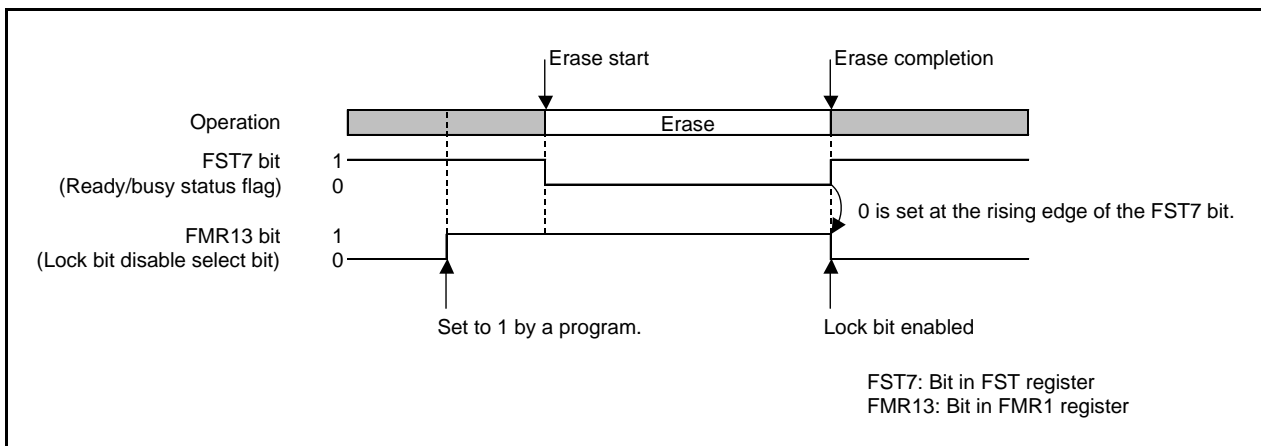 Erase start
Erase completion
Operation
Erase
FST7 bit
(Ready/busy status flag)
1
0
0 is set at the rising edge of the FST7 bit.
FMR13 bit
(Lock bit disable select bit)
1
0
Set to 1 by a program.
Lock bit enabled
FST7: Bit in FST register
FMR13: Bit in FMR1 register